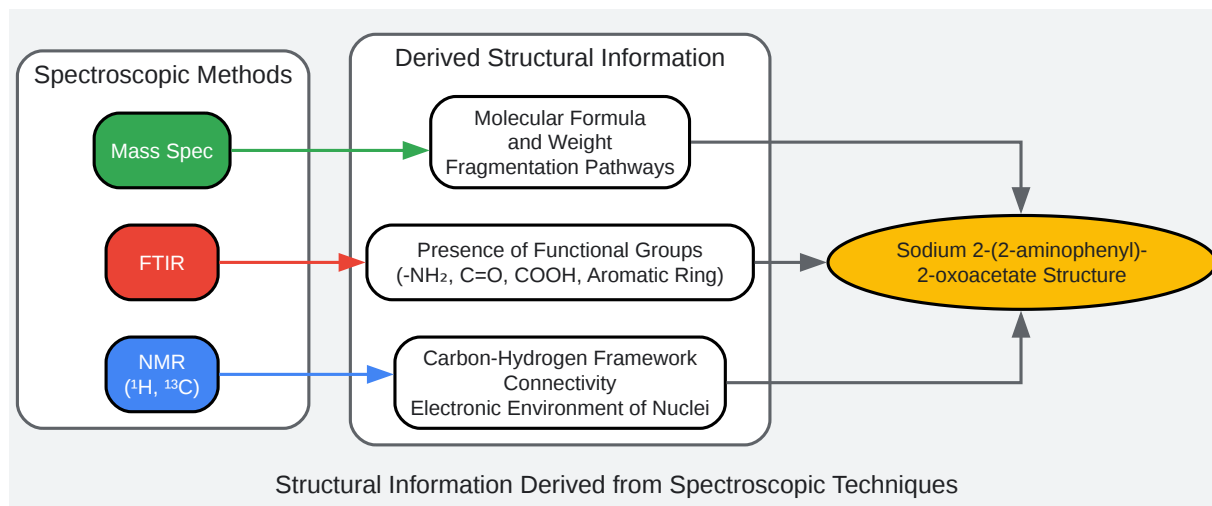 Spectroscopic Methods
Mass Spec
FTIR
NMR
(¹H, ¹³C)
Derived Structural Information
Molecular Formula
and Weight
Fragmentation Pathways
Presence of Functional Groups
(-NH₂, C=O, COOH, Aromatic Ring)
Carbon-Hydrogen Framework
Connectivity
Electronic Environment of Nuclei
Sodium 2-(2-aminophenyl)-
2-oxoacetate Structure
Structural Information Derived from Spectroscopic Techniques